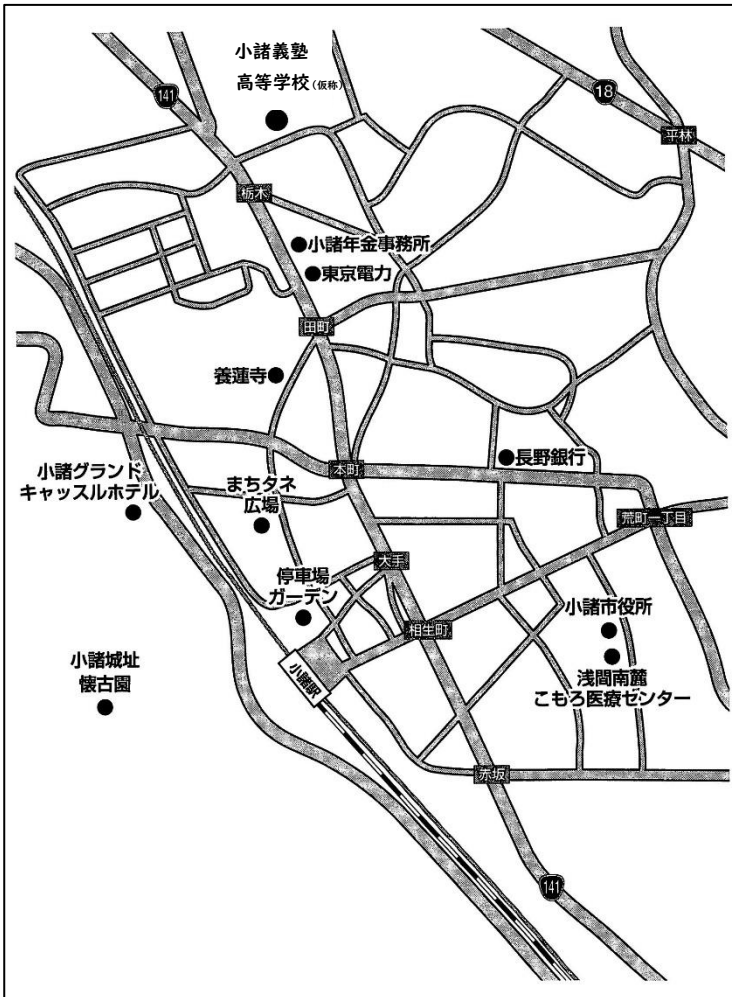 小諸義塾
高等学校(仮称)
141
18
平林
栃木
小諸年金事務所
東京電力
田町
養蓮寺
本町
長野銀行
小諸グランド
キャッスルホテル
まちタネ
広場
荒町一丁目
大手
停車場
ガーデン
小諸市役所
相生町
小諸城址
懐古園
小諸駅
浅間南麓
こもろ医療センター
赤坂
141